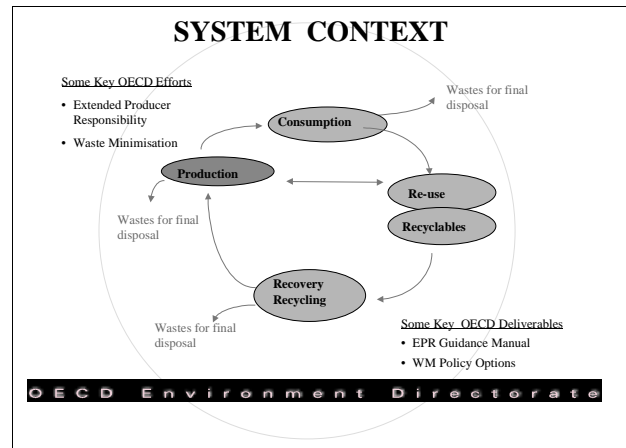 SYSTEM CONTEXT
Some Key OECD Efforts
• Extended Producer
Responsibility
• Waste Minimisation
Wastes for final
disposal
Consumption
Production
Re-use
Recyclables
Wastes for final
disposal
Recovery
Recycling
Wastes for final
disposal
Some Key OECD Deliverables
• EPR Guidance Manual
• WM Policy Options
OECD Environment Directorate